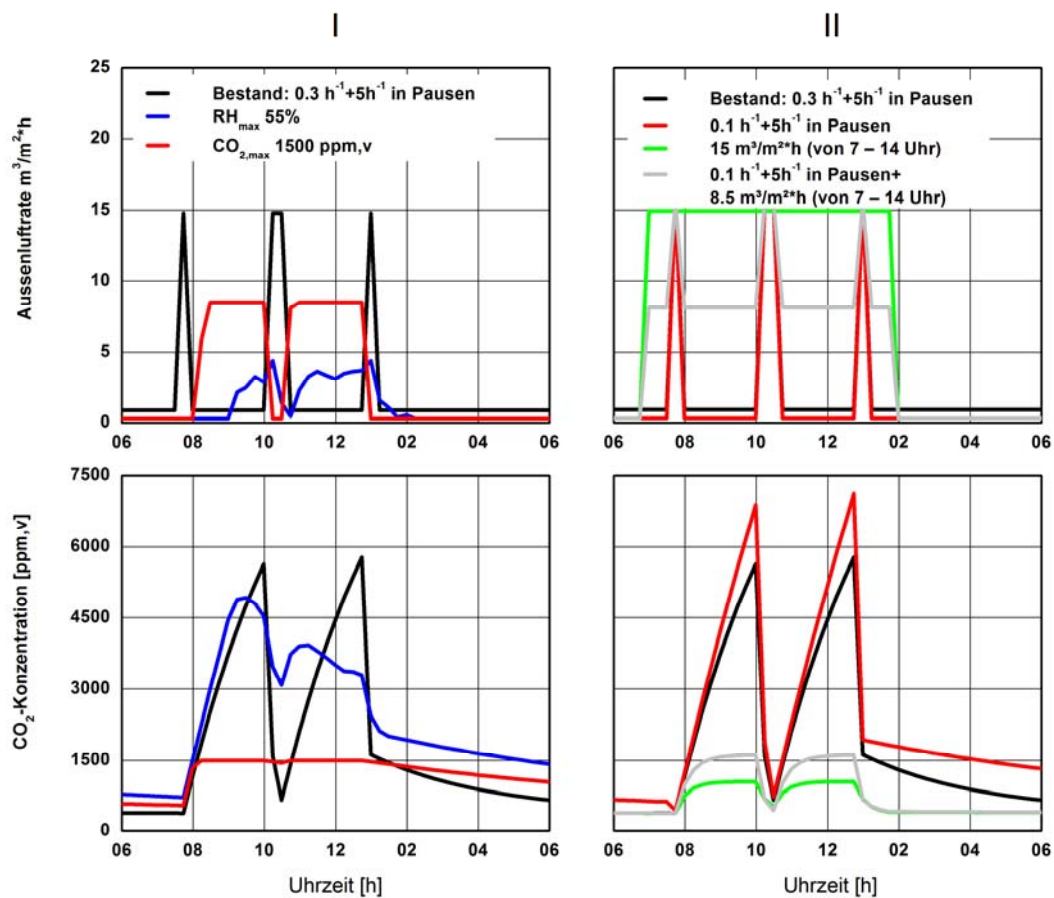 I
II
25
20
15
10
5
0
Aussenluftrate m³/m²*h
Bestand: 0.3 h⁻¹+5h⁻¹ in Pausen
RHmax 55%
CO2,max 1500 ppm,v
06 08 10 12 02 04 06
Bestand: 0.3 h⁻¹+5h⁻¹ in Pausen
0.1 h⁻¹+5h⁻¹ in Pausen
15 m³/m²*h (von 7 – 14 Uhr)
0.1 h⁻¹+5h⁻¹ in Pausen+
8.5 m³/m²*h (von 7 – 14 Uhr)
06 08 10 12 02 04 06
7500
6000
4500
3000
1500
0
CO₂-Konzentration [ppm,v]
06 08 10 12 02 04 06
Uhrzeit [h]
06 08 10 12 02 04 06
Uhrzeit [h]